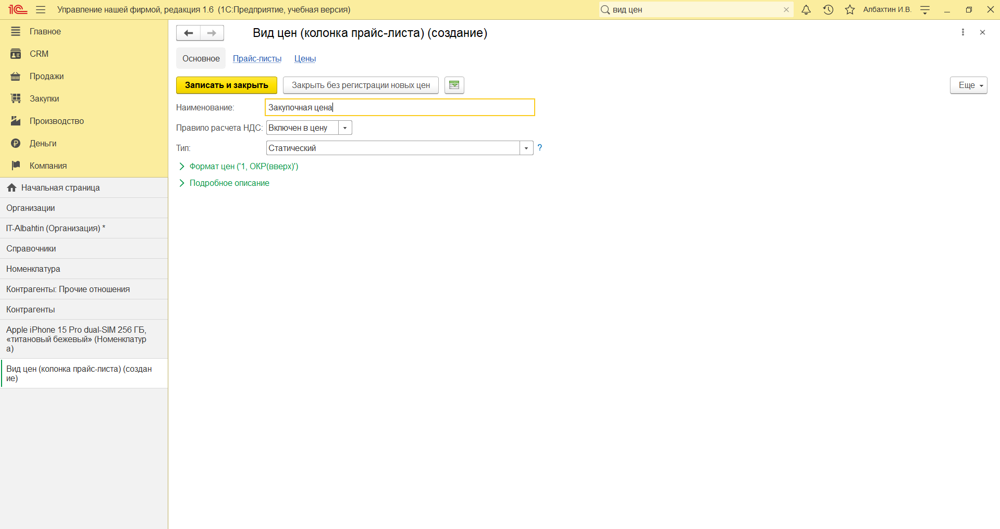 1С Управление нашей фирмой, редакция 1.6 (1С:Предприятие, учебная версия) вид цен Албахтин И.В.
Главное
CRM
Продажи
Закупки
Производство
Деньги
Компания
Начальная страница
Организации
IT-Albahtin (Организация) *
Справочники
Номенклатура
Контрагенты: Прочие отношения
Контрагенты
Apple iPhone 15 Pro dual-SIM 256 ГБ,
«титановый бежевый» (Номенклатур
а)
Вид цен (колонка прайс-листа) (создан
ие)
Вид цен (колонка прайс-листа) (создание)
Основное Прайс-листы Цены
Записать и закрыть Закрыть без регистрации новых цен Еще
Наименование: Закупочная цена
Правило расчета НДС: Включен в цену
Тип: Статический ?
Формат цен ('1, ОКР(вверх)')
Подробное описание